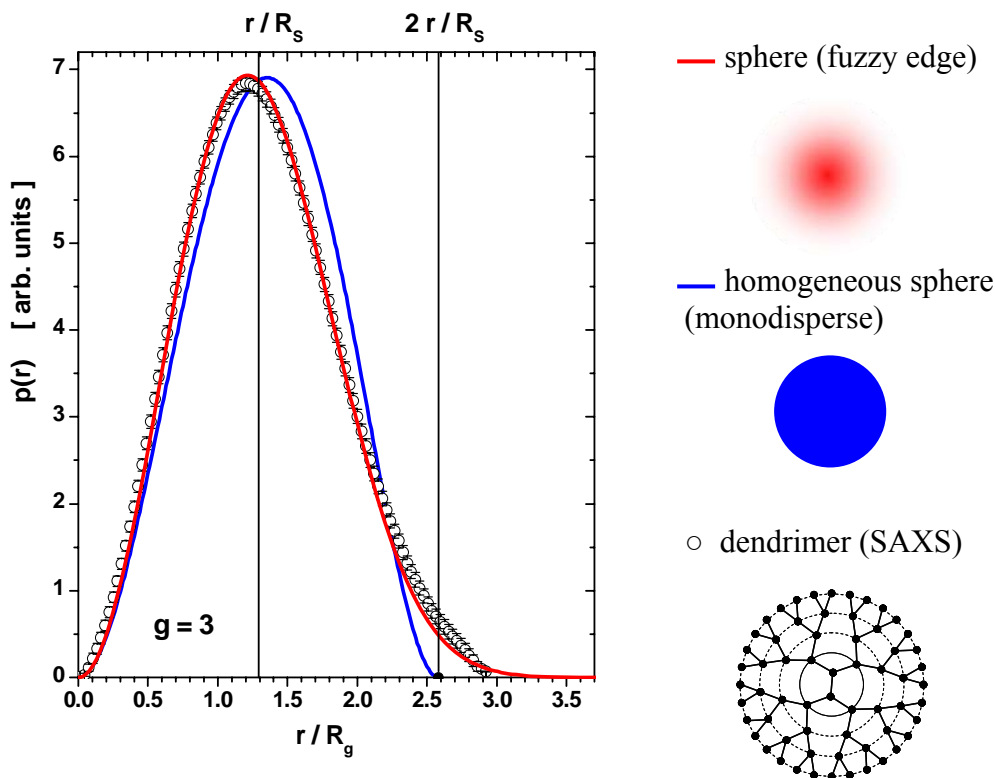 r / R_S 2 r / R_S
7
6
5
4
3
2
1
0
p(r) [ arb. units ]
g = 3
0.0 0.5 1.0 1.5 2.0 2.5 3.0 3.5
r / R_g
sphere (fuzzy edge)
homogeneous sphere
(monodisperse)
dendrimer (SAXS)